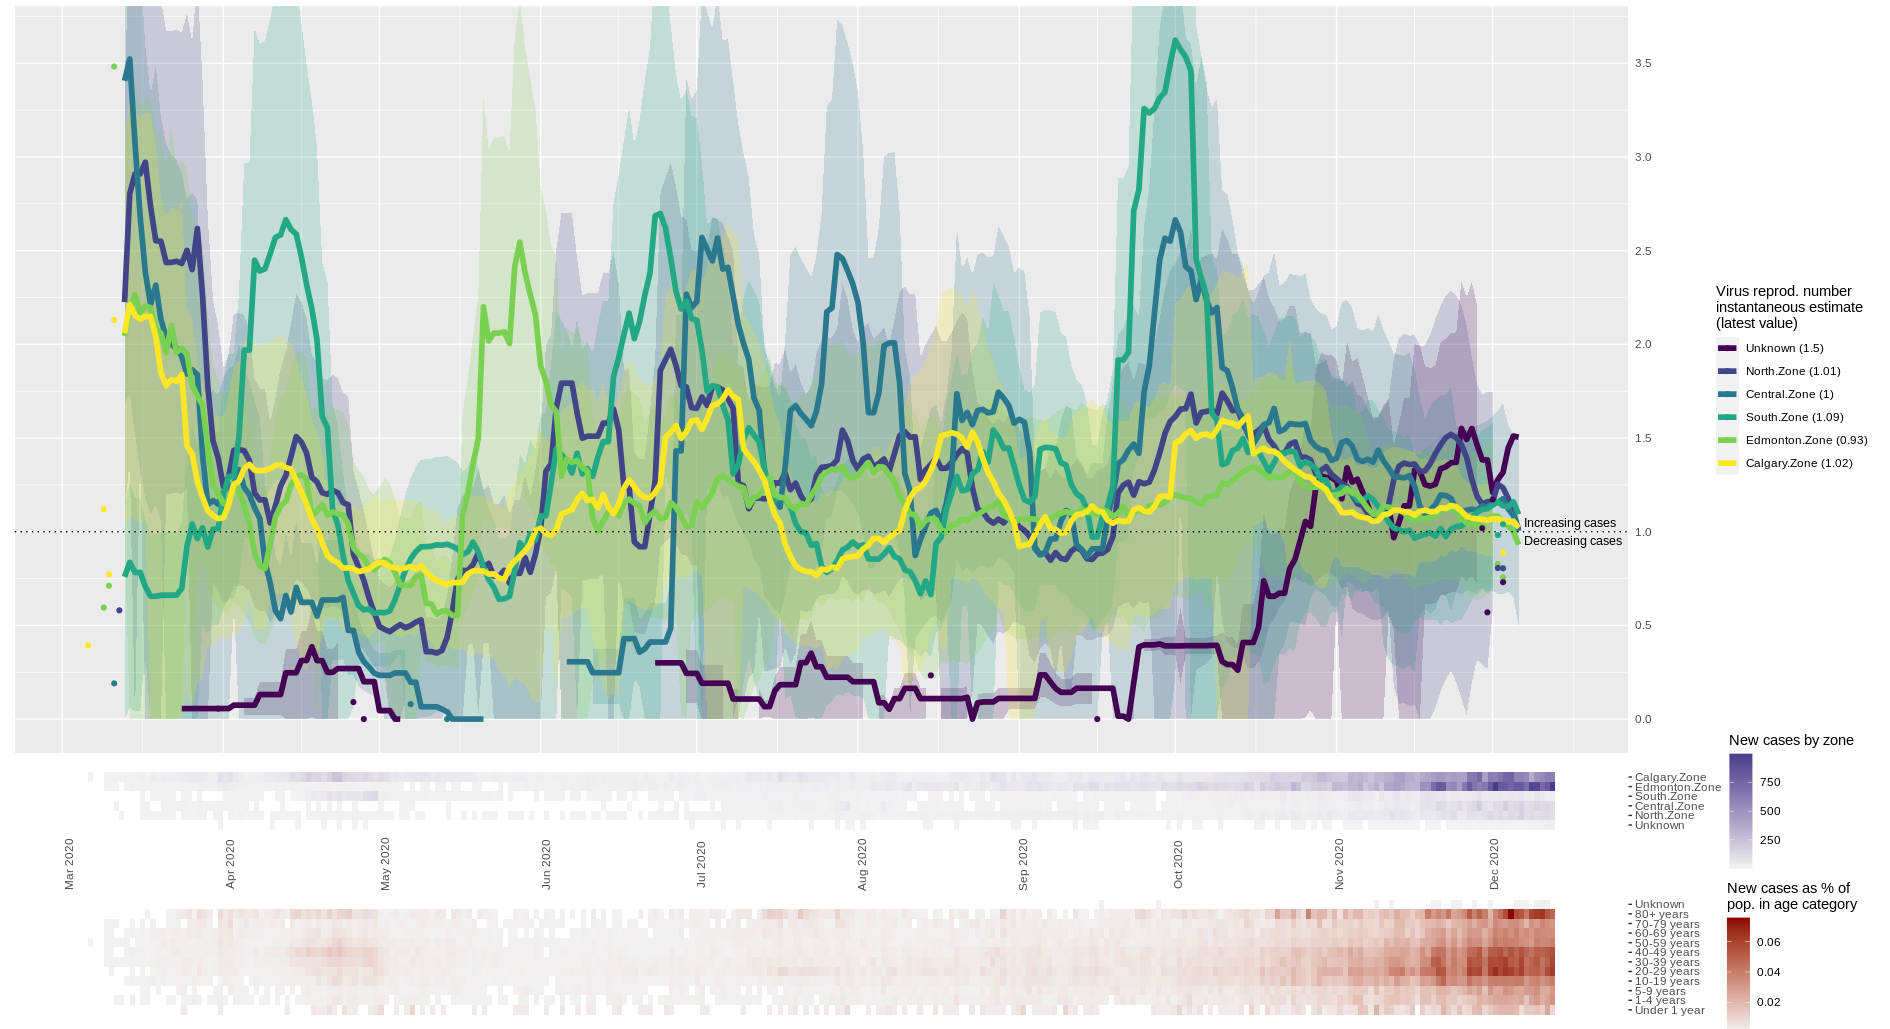 3.5
3.0
2.5
2.0
1.5
1.0
0.5
0.0
Increasing cases
Decreasing cases
Virus reprod. number
instantaneous estimate
(latest value)
Unknown (1.5)
North.Zone (1.01)
Central.Zone (1)
South.Zone (1.09)
Edmonton.Zone (0.93)
Calgary.Zone (1.02)
Calgary.Zone
Edmonton.Zone
South.Zone
Central.Zone
North.Zone
Unknown
New cases by zone
750
500
250
Mar 2020
Apr 2020
May 2020
Jun 2020
Jul 2020
Aug 2020
Sep 2020
Oct 2020
Nov 2020
Dec 2020
Unknown
80+ years
70-79 years
60-69 years
50-59 years
40-49 years
30-39 years
20-29 years
10-19 years
5-9 years
1-4 years
Under 1 year
New cases as % of
pop. in age category
0.06
0.04
0.02